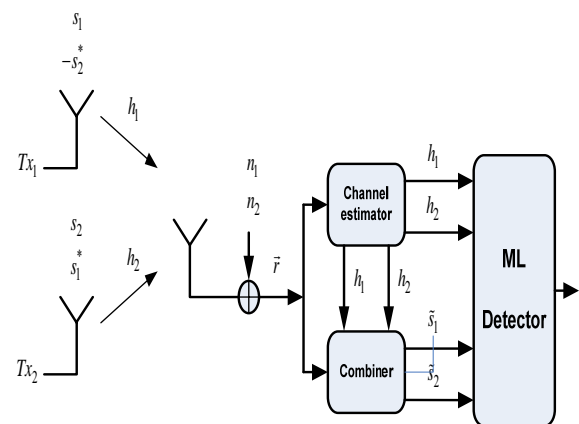 s₁
−s₂*
h₁
Tx₁
s₂
s₁*
h₂
Tx₂
n₁
n₂
r⃗
Channel
estimator
h₁
h₂
h₁
h₂
Combiner
s̃₁
s̃₂
ML
Detector